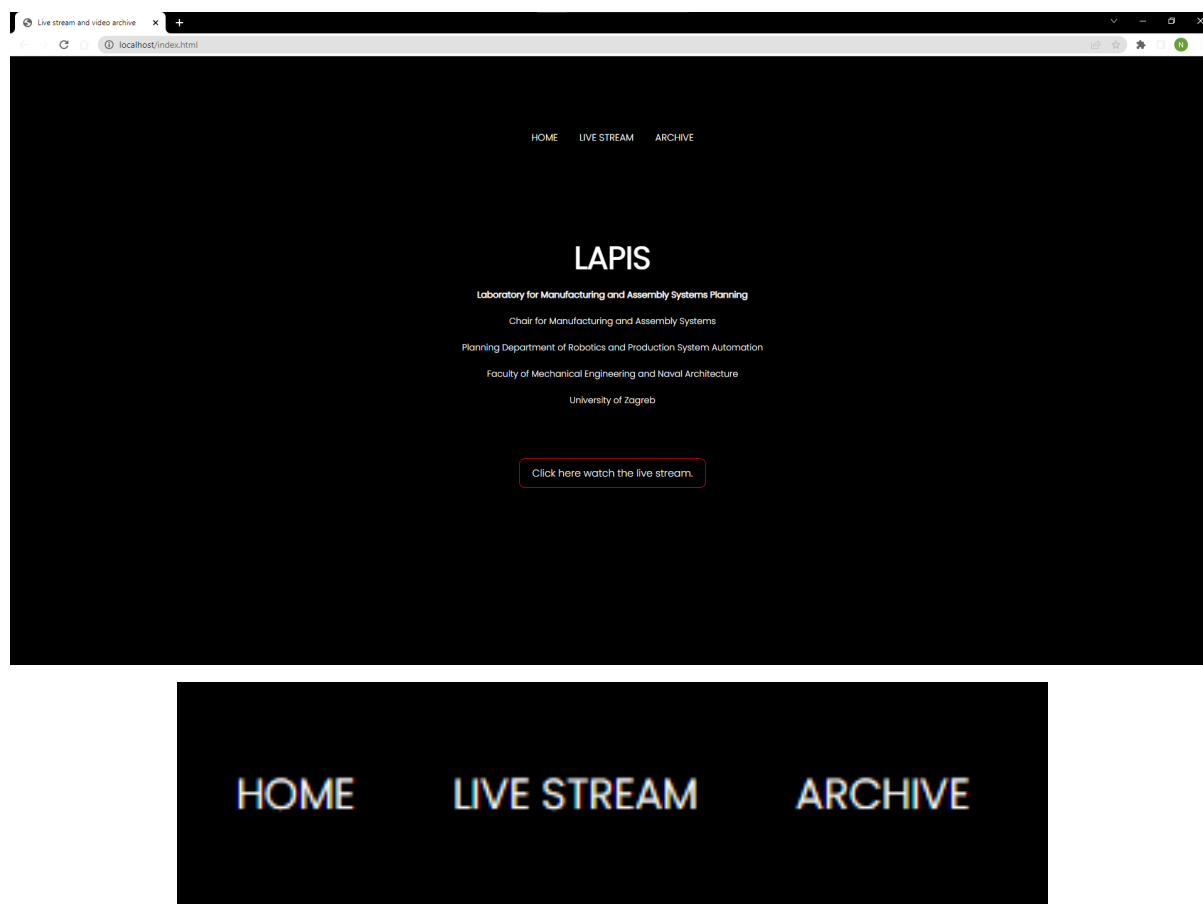 Live stream and video archive
localhost/index.html
N
HOME LIVE STREAM ARCHIVE
LAPIS
Laboratory for Manufacturing and Assembly Systems Planning
Chair for Manufacturing and Assembly Systems
Planning Department of Robotics and Production System Automation
Faculty of Mechanical Engineering and Naval Architecture
University of Zagreb
Click here watch the live stream.
HOME LIVE STREAM ARCHIVE